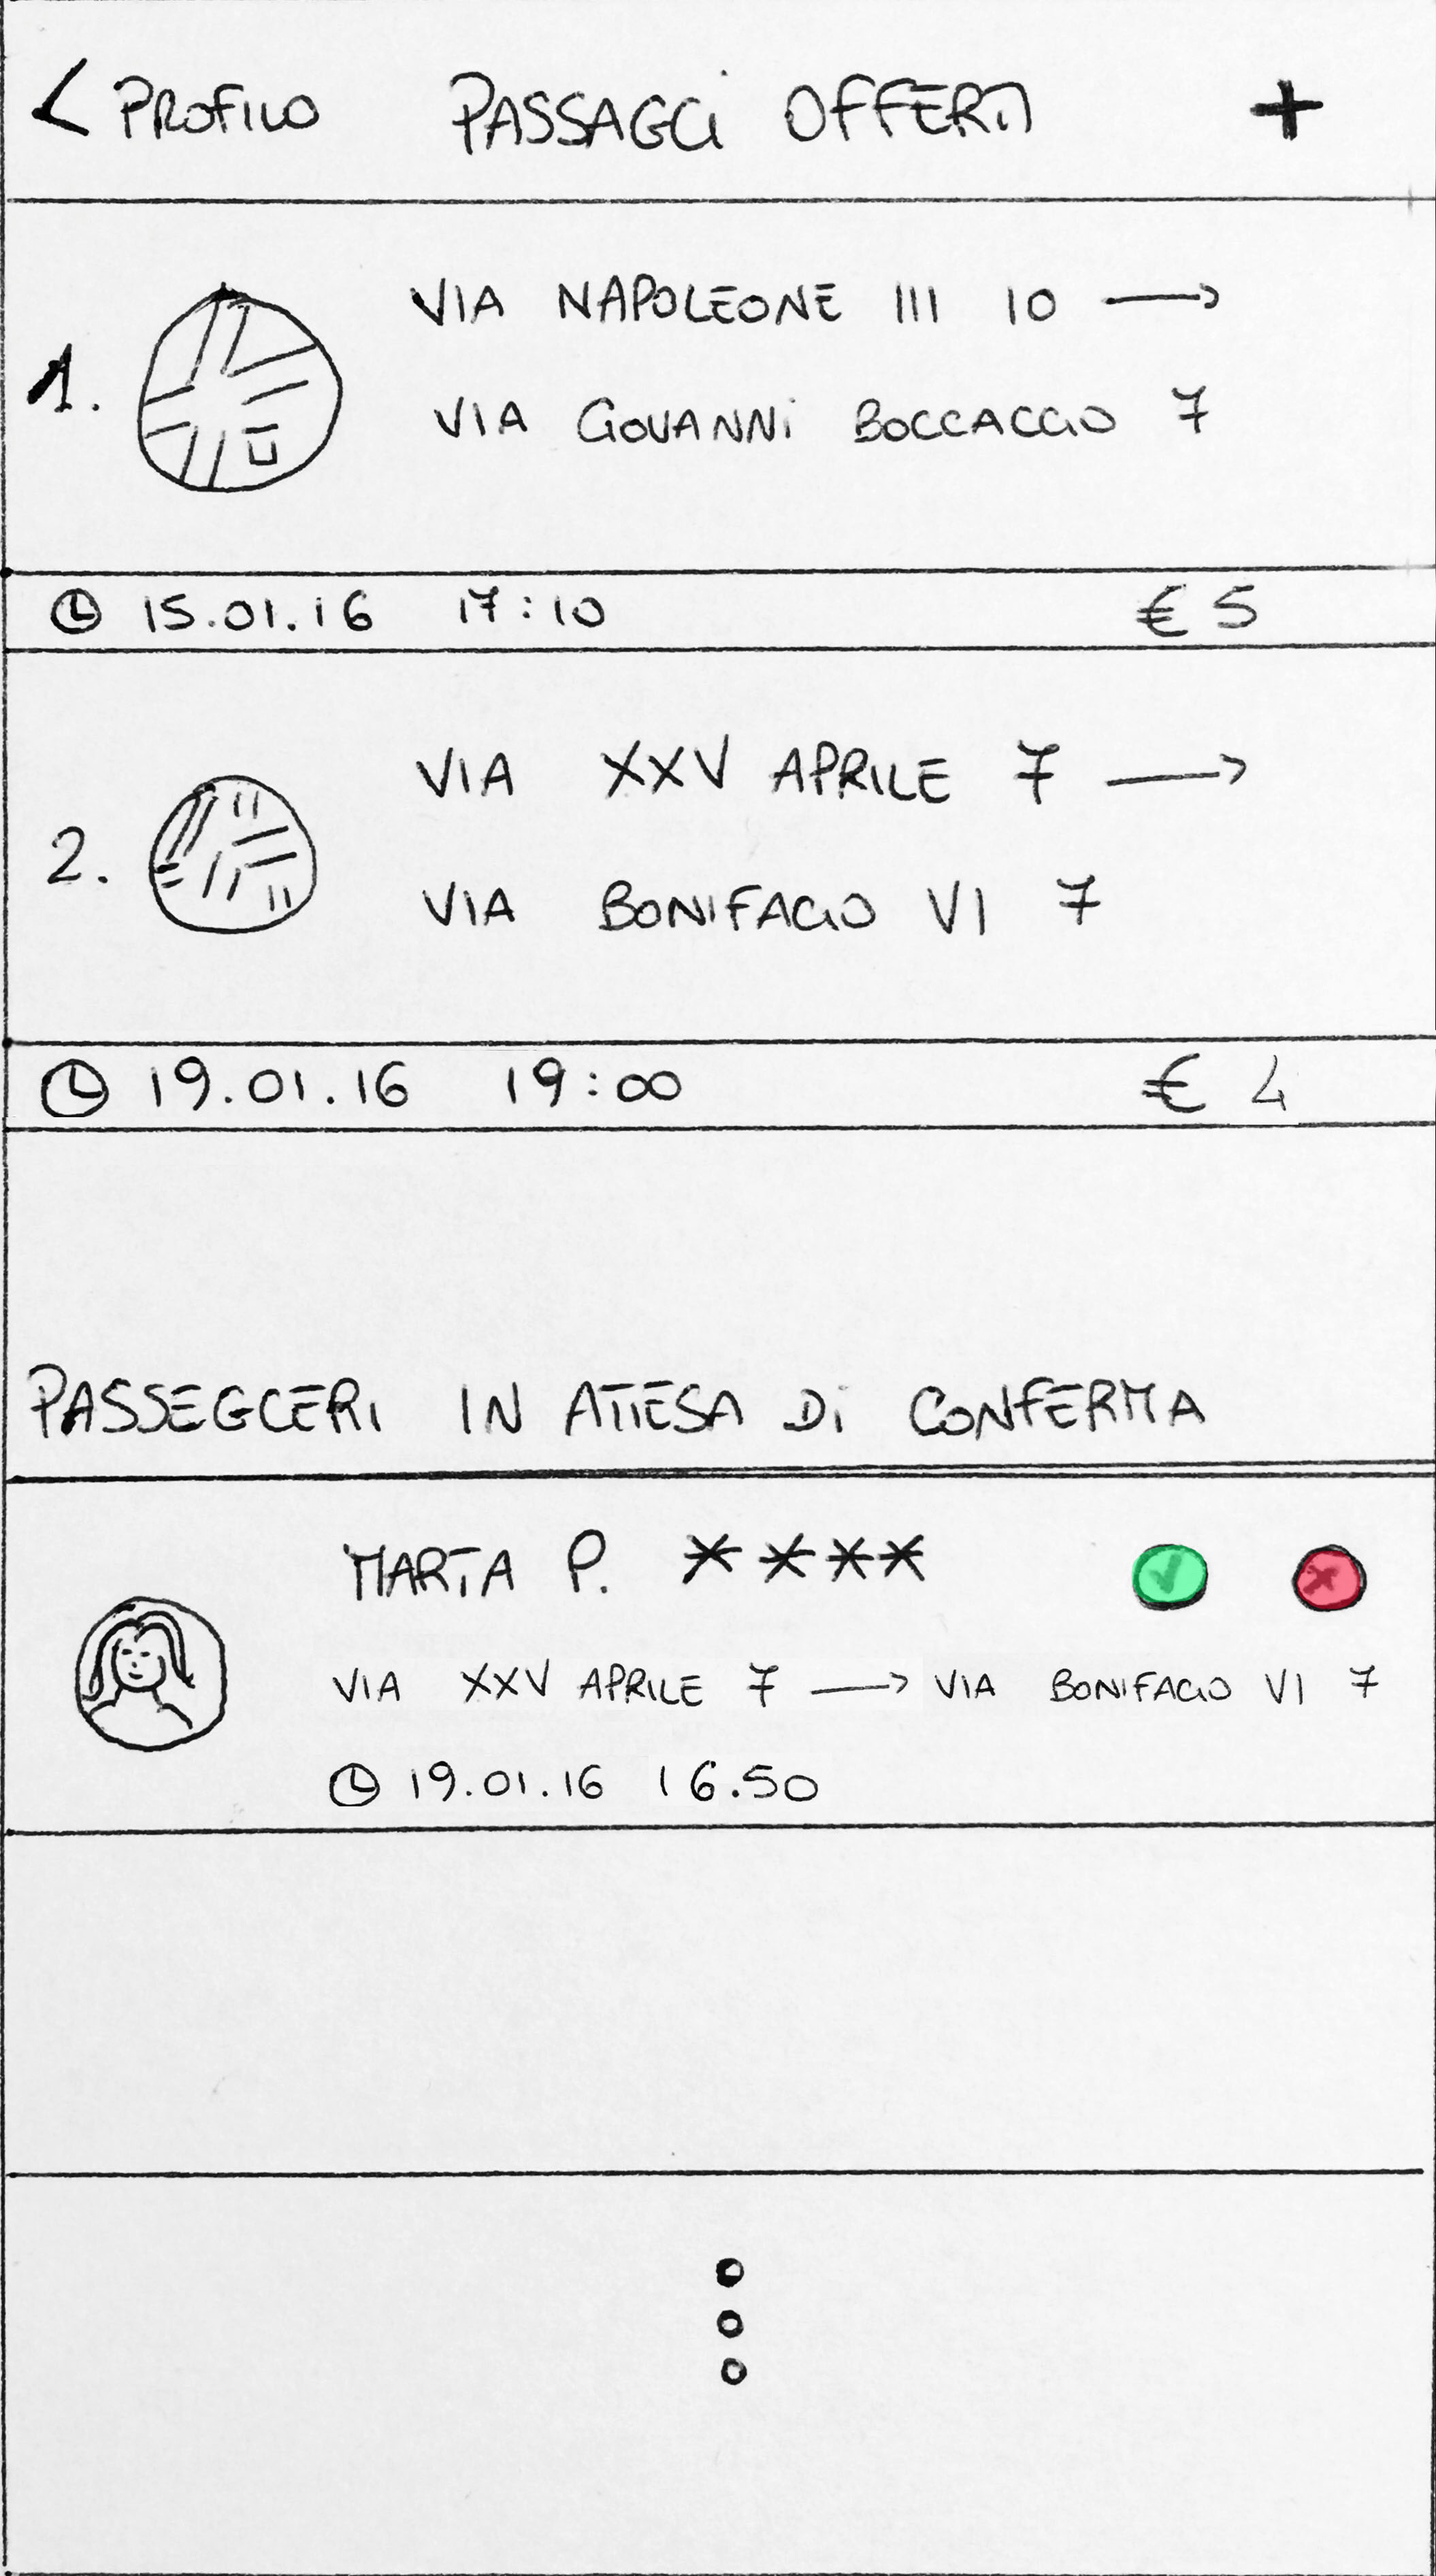 < PROFILO PASSAGGI OFFERTI +
1. VIA NAPOLEONE III 10 →
VIA GIOVANNI BOCCACCIO 7
15.01.16 17:10 € 5
2. VIA XXV APRILE 7 →
VIA BONIFACIO VI 7
19.01.16 19:00 € 4
PASSEGGERI IN ATTESA DI CONFERMA
MARTA P. ****
VIA XXV APRILE 7 → VIA BONIFACIO VI 7
19.01.16 16.50